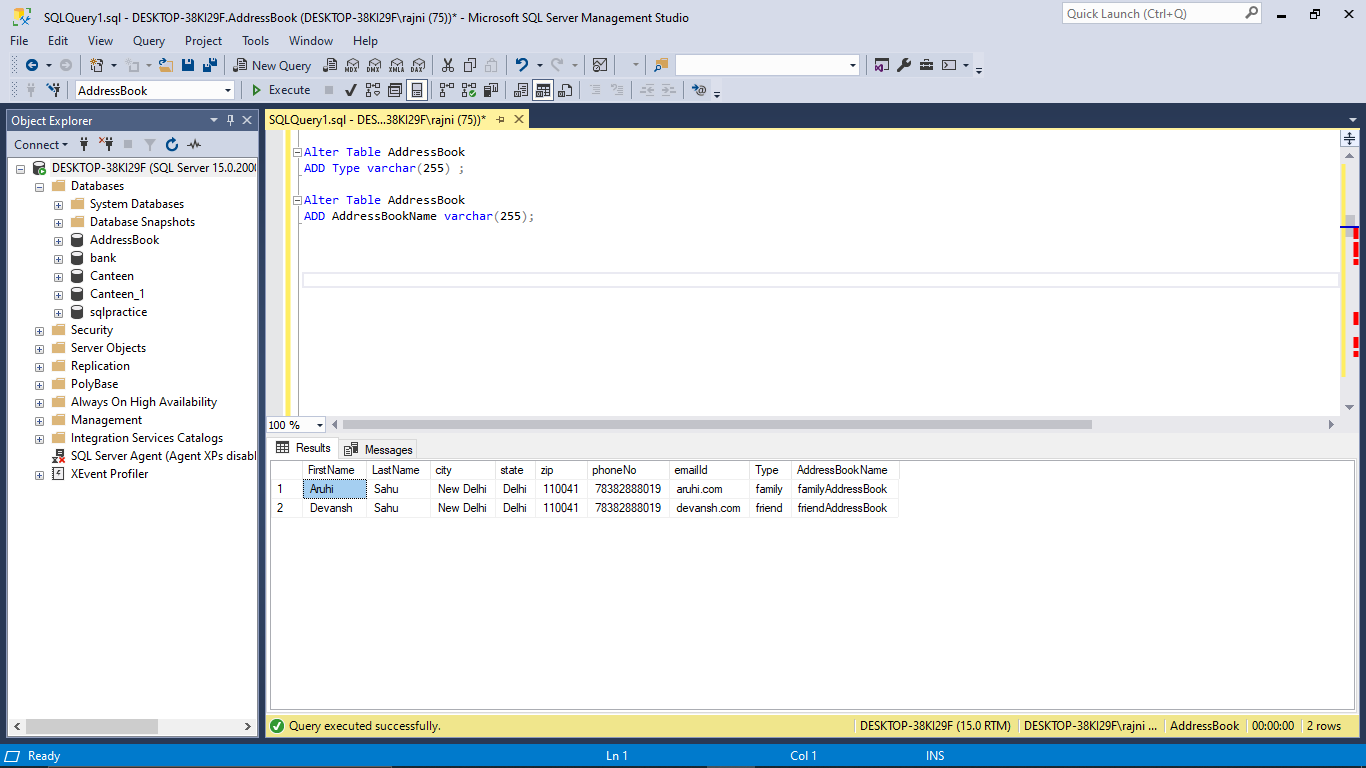 SQLQuery1.sql - DESKTOP-38KI29F.AddressBook (DESKTOP-38KI29F\rajni (75))* - Microsoft SQL Server Management Studio
Quick Launch (Ctrl+Q)
File Edit View Query Project Tools Window Help
New Query MDX DMX XMLA DAX
AddressBook Execute
Object Explorer
Connect
DESKTOP-38KI29F (SQL Server 15.0.2000
Databases
System Databases
Database Snapshots
AddressBook
bank
Canteen
Canteen_1
sqlpractice
Security
Server Objects
Replication
PolyBase
Always On High Availability
Management
Integration Services Catalogs
SQL Server Agent (Agent XPs disabl
XEvent Profiler
SQLQuery1.sql - DES...38KI29F\rajni (75))*
Alter Table AddressBook
ADD Type varchar(255) ;
Alter Table AddressBook
ADD AddressBookName varchar(255);
100 %
Results Messages
FirstName LastName city state zip phoneNo emailId Type AddressBookName
1 Aruhi Sahu New Delhi Delhi 110041 78382888019 aruhi.com family familyAddressBook
2 Devansh Sahu New Delhi Delhi 110041 78382888019 devansh.com friend friendAddressBook
Query executed successfully. DESKTOP-38KI29F (15.0 RTM) DESKTOP-38KI29F\rajni ... AddressBook 00:00:00 2 rows
Ready Ln 1 Col 1 INS